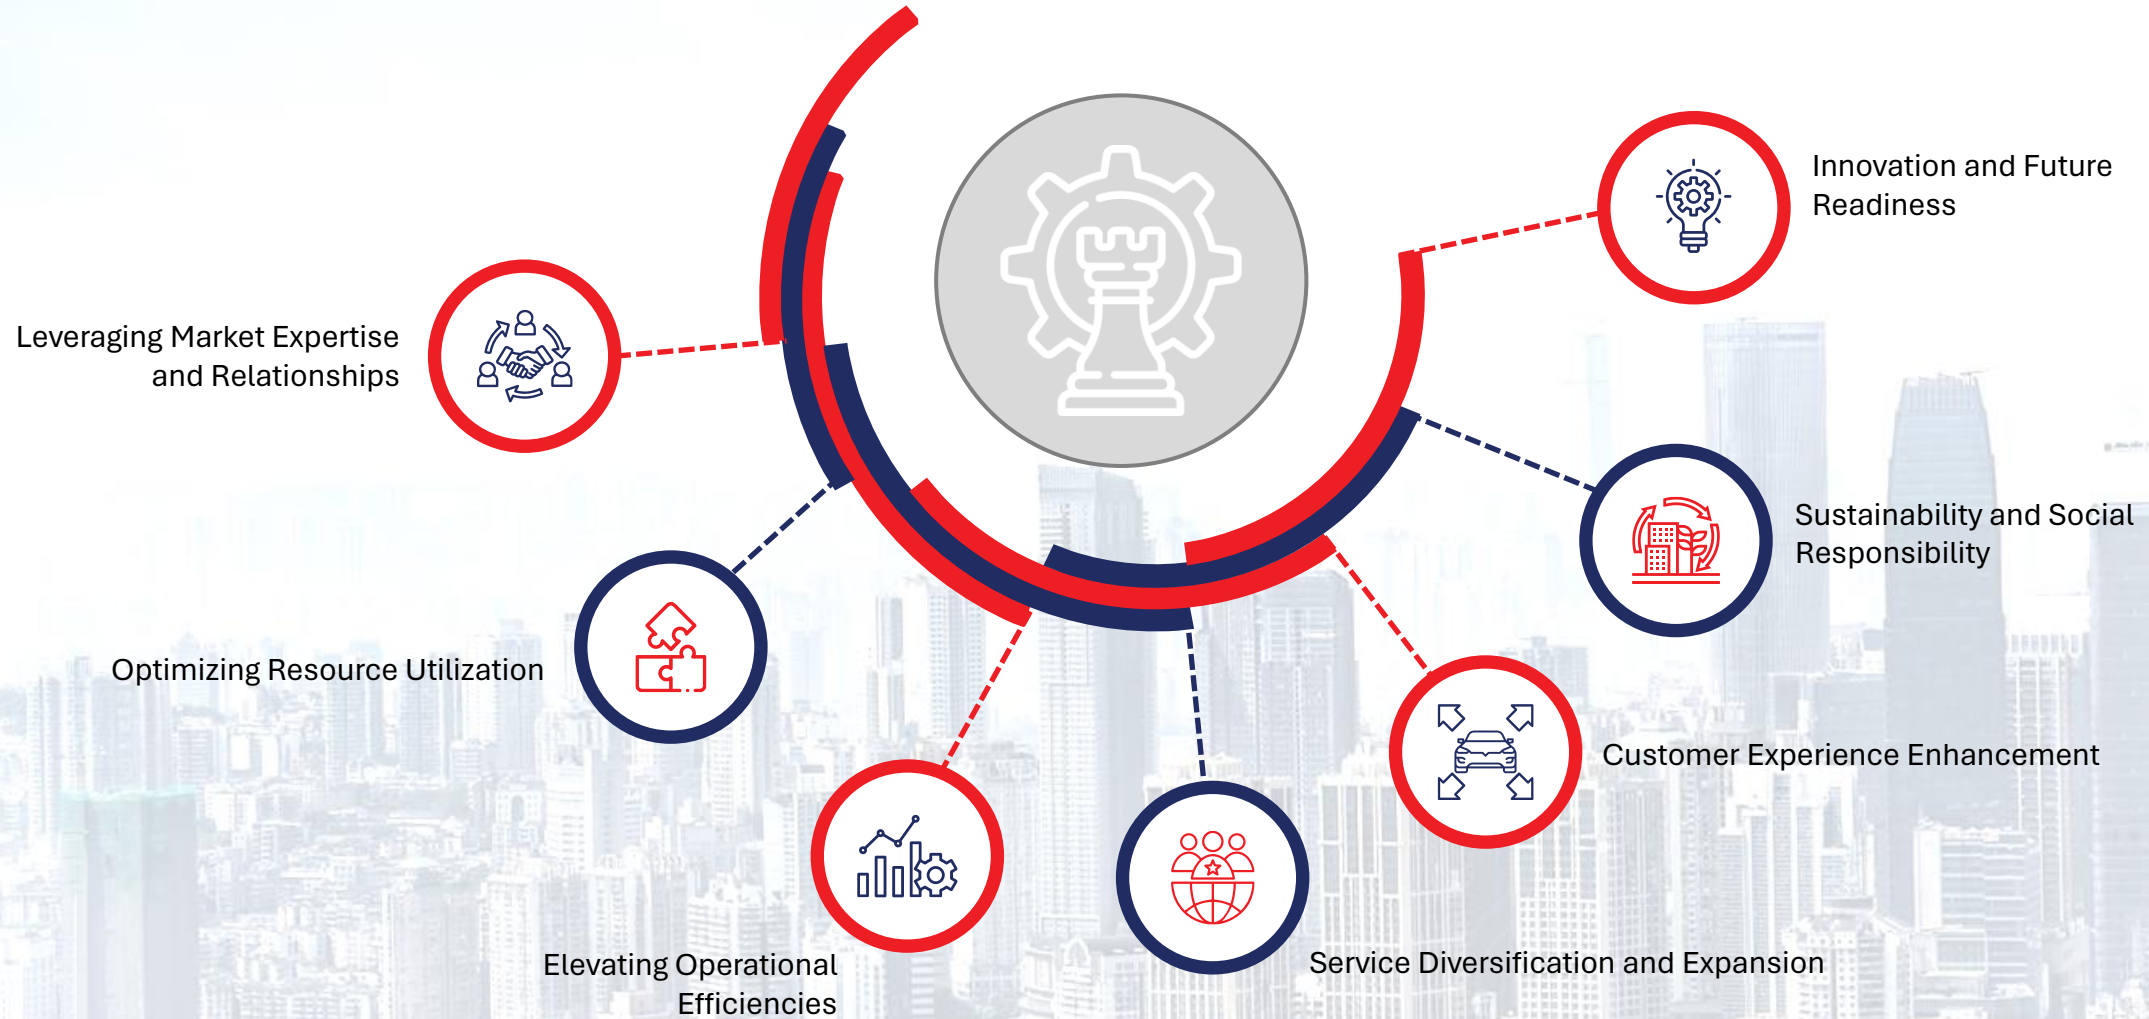 Innovation and Future
Readiness
Leveraging Market Expertise
and Relationships
Sustainability and Social
Responsibility
Optimizing Resource Utilization
Customer Experience Enhancement
Elevating Operational
Efficiencies
Service Diversification and Expansion